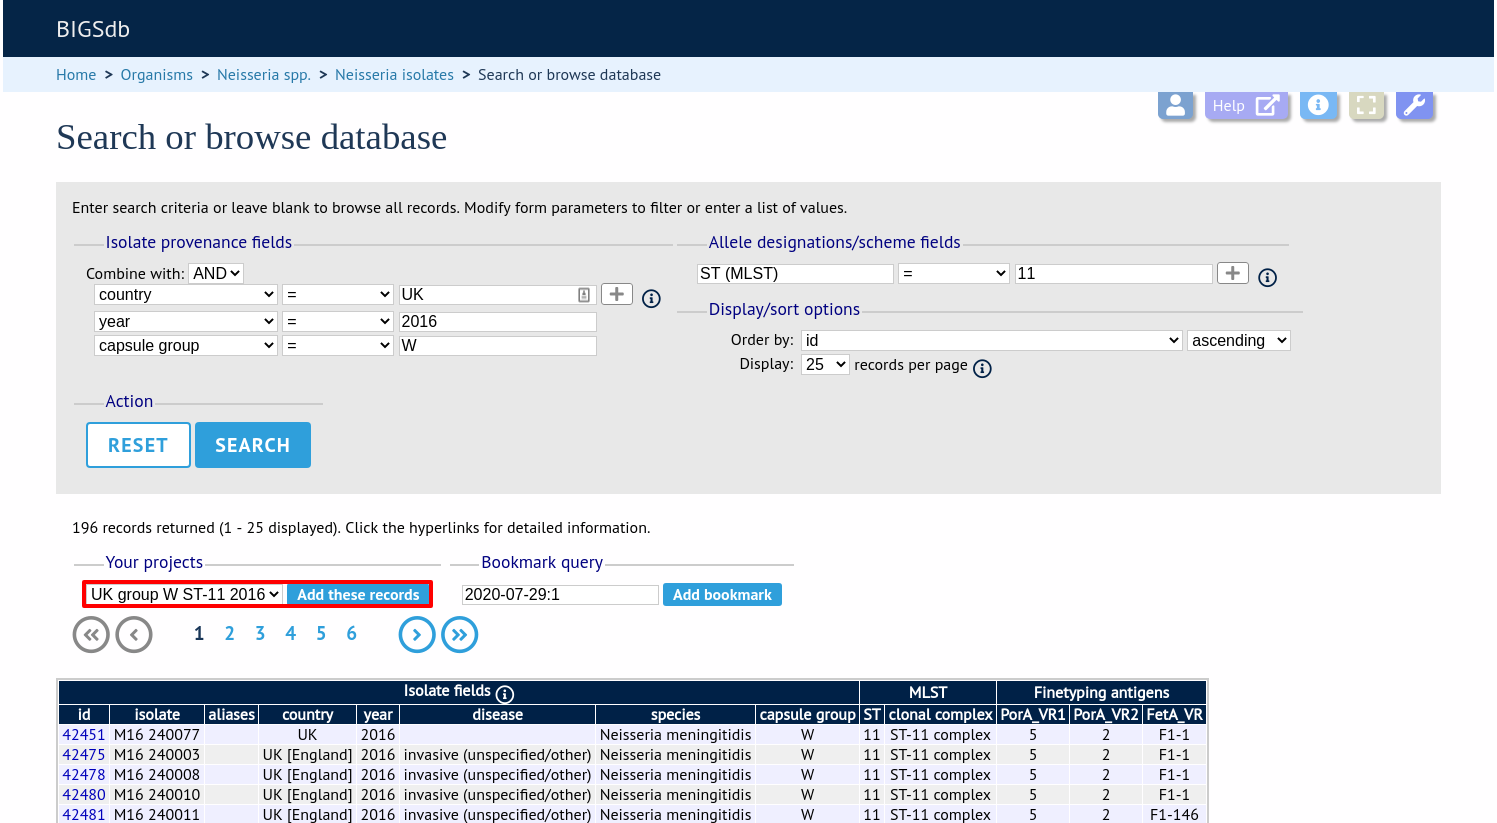 BIGSdb
Home > Organisms > Neisseria spp. > Neisseria isolates > Search or browse database
Help
Search or browse database
Enter search criteria or leave blank to browse all records. Modify form parameters to filter or enter a list of values.
Isolate provenance fields
Combine with: AND
country = UK +
year = 2016
capsule group = W
Allele designations/scheme fields
ST (MLST) = 11 +
Display/sort options
Order by: id ascending
Display: 25 records per page
Action
RESET SEARCH
196 records returned (1 - 25 displayed). Click the hyperlinks for detailed information.
Your projects
UK group W ST-11 2016 Add these records
Bookmark query
2020-07-29:1 Add bookmark
1 2 3 4 5 6
Isolate fields MLST Finetyping antigens
id isolate aliases country year disease species capsule group ST clonal complex PorA_VR1 PorA_VR2 FetA_VR
42451 M16 240077 UK 2016 Neisseria meningitidis W 11 ST-11 complex 5 2 F1-1
42475 M16 240003 UK [England] 2016 invasive (unspecified/other) Neisseria meningitidis W 11 ST-11 complex 5 2 F1-1
42478 M16 240008 UK [England] 2016 invasive (unspecified/other) Neisseria meningitidis W 11 ST-11 complex 5 2 F1-1
42480 M16 240010 UK [England] 2016 invasive (unspecified/other) Neisseria meningitidis W 11 ST-11 complex 5 2 F1-1
42481 M16 240011 UK [England] 2016 invasive (unspecified/other) Neisseria meningitidis W 11 ST-11 complex 5 2 F1-146